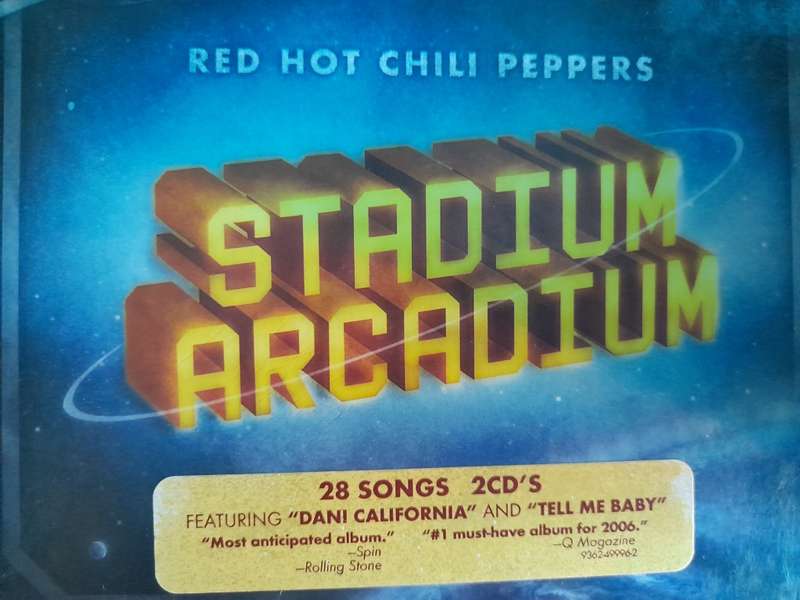 RED HOT CHILI PEPPERS
STADIUM
ARCADIUM
28 SONGS 2CD'S
FEATURING "DANI CALIFORNIA" AND "TELL ME BABY"
"Most anticipated album." "#1 must-have album for 2006."
—Spin —Q Magazine
—Rolling Stone 9362-49996-2